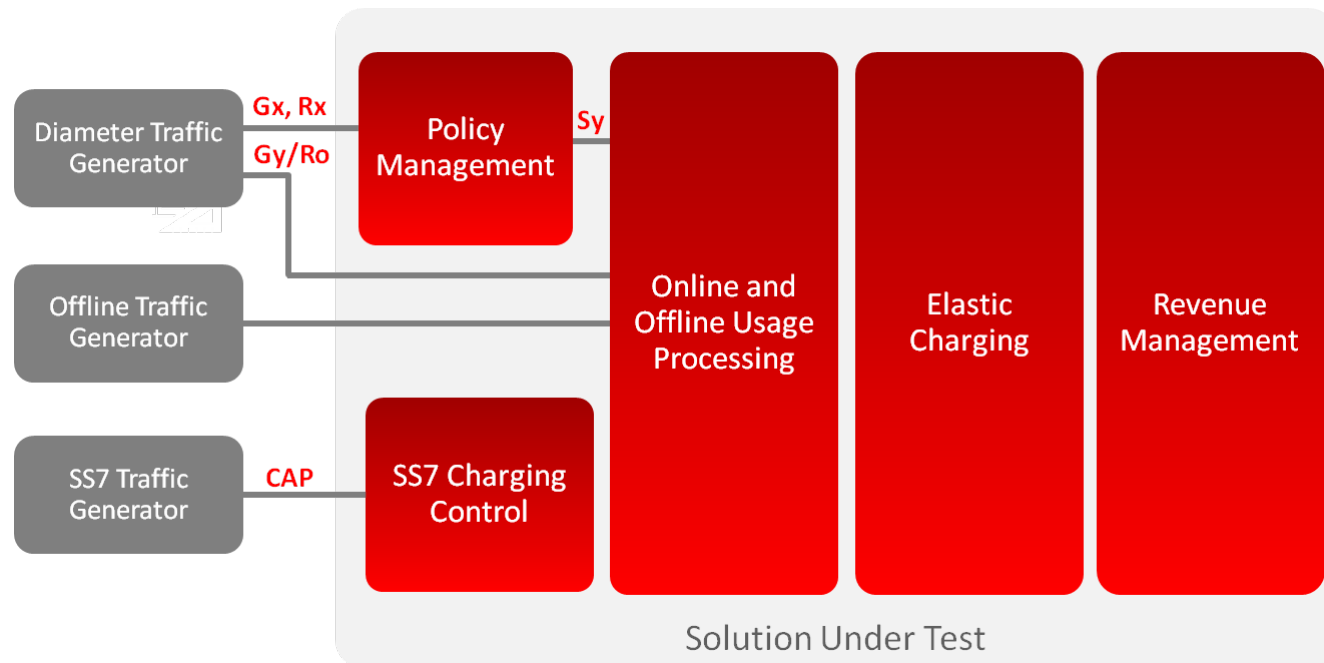 Diameter Traffic
Generator
Gx, Rx
Gy/Ro
Policy
Management
Sy
Offline Traffic
Generator
SS7 Traffic
Generator
CAP
SS7 Charging
Control
Online and
Offline Usage
Processing
Elastic
Charging
Revenue
Management
Solution Under Test